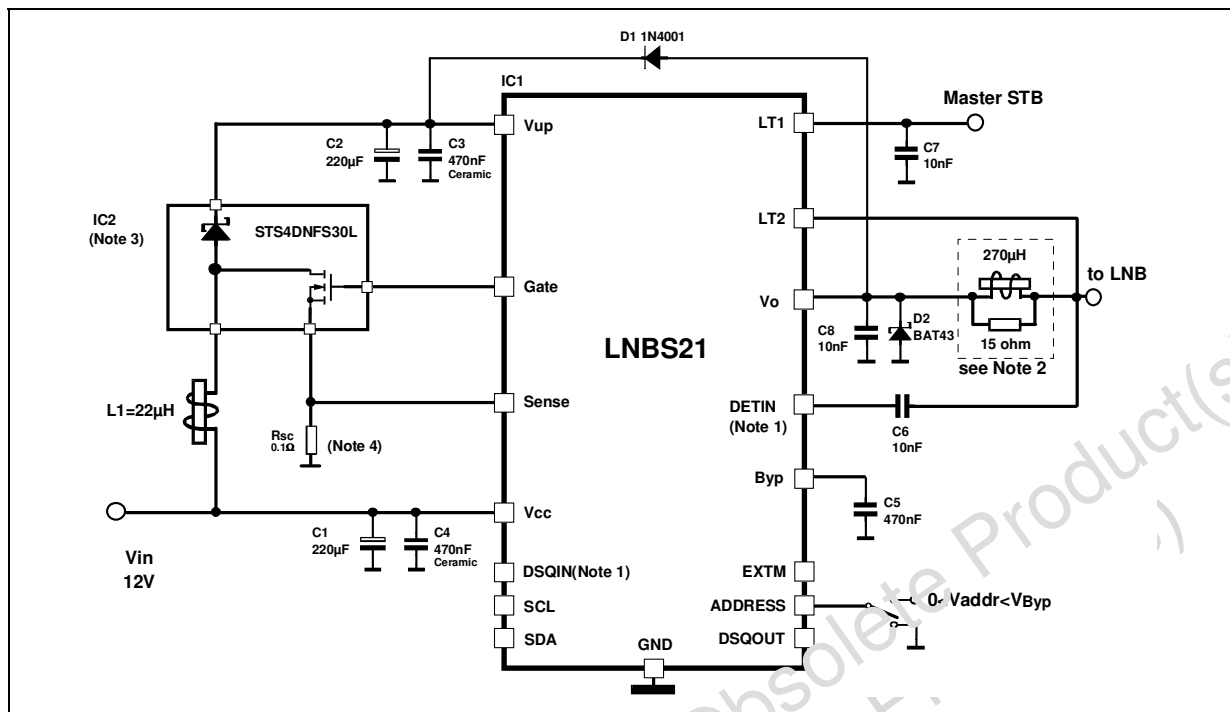 D1 1N4001
IC1
Master STB
Vup
LT1
C2
220µF
C3
470nF
Ceramic
C7
10nF
IC2
(Note 3)
STS4DNFS30L
LT2
270µH
to LNB
Gate
Vo
LNBS21
C8
10nF
D2
BAT43
15 ohm
see Note 2
L1=22µH
Sense
DETIN
(Note 1)
C6
10nF
Rsc
0.1Ω
(Note 4)
Byp
C5
470nF
Vcc
Vin
12V
C1
220µF
C4
470nF
Ceramic
DSQIN(Note 1)
EXTM
SCL
ADDRESS
0<Vaddr<VByp
SDA
DSQOUT
GND
Obsolete Product(s